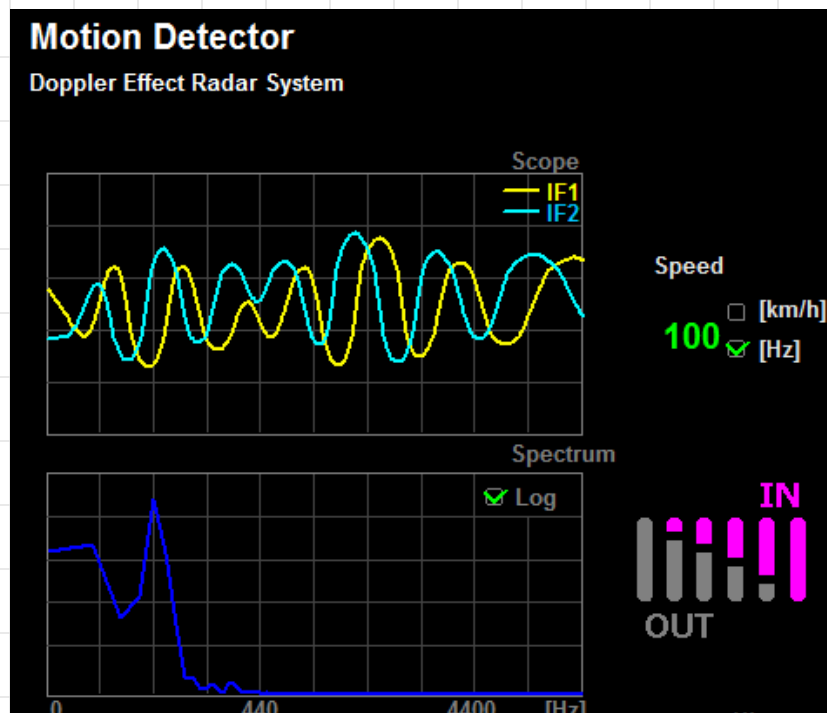 Motion Detector
Doppler Effect Radar System
Scope
IF1
IF2
Speed
[km/h]
100
[Hz]
Spectrum
Log
IN
OUT
0 440 4400 [Hz]